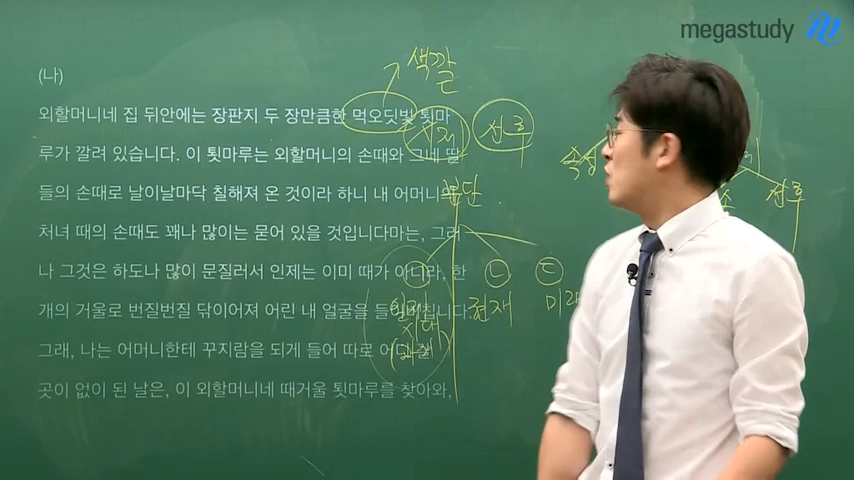 megastudy
색깔
(나)
외할머니네 집 뒤안에는 장판지 두 장만큼한 먹오딧빛 툇마
루가 깔려 있습니다. 이 툇마루는 외할머니의 손때와 그네 딸
들의 손때로 날이날마닥 칠해져 온 것이라 하니 내 어머니의
처녀 때의 손때도 꽤나 많이는 묻어 있을 것입니다마는, 그러
나 그것은 하도나 많이 문질러서 인제는 이미 때가 아니라, 한
개의 거울로 번질번질 닦이어져 어린 내 얼굴을 들이비칩니다.
그래, 나는 어머니한테 꾸지람을 되게 들어 따로 어디 갈
곳이 없이 된 날은, 이 외할머니네 때거울 툇마루를 찾아와,
시제 전후
속성
전후
분단
ㄱ ㄴ ㄷ
현재 미래